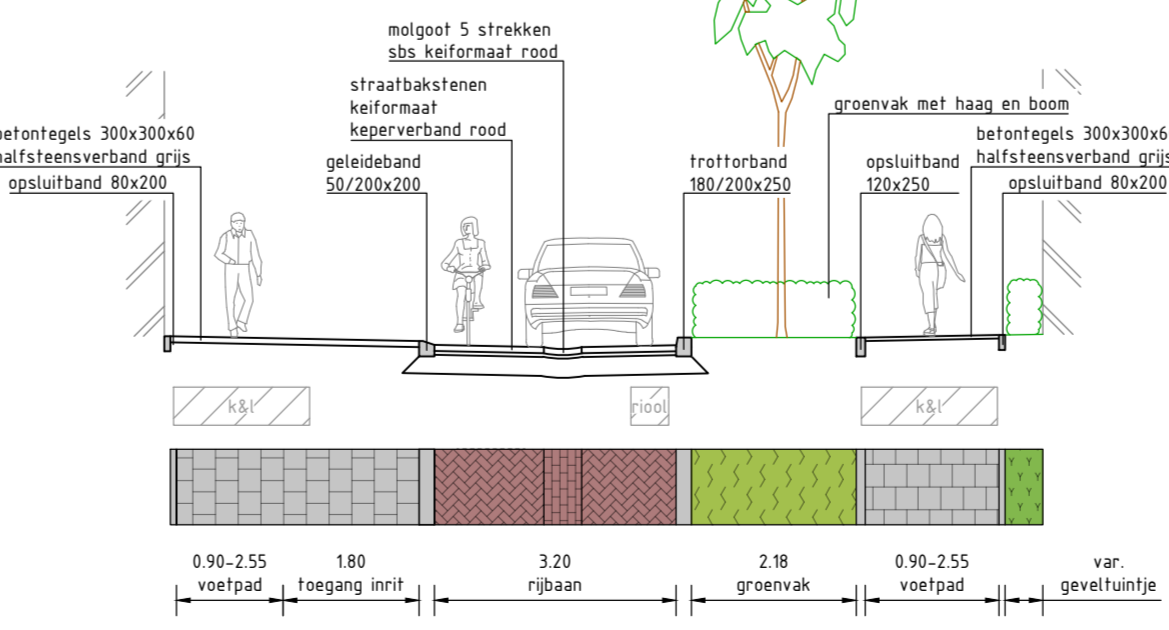 molgoot 5 strekken
sbs keiformaat rood
straatbakstenen
keiformaat
keperverband rood
groenvak met haag en boom
betontegels 300x300x60
halfsteensverband grijs
opsluitband 80x200
geleideband
50/200x200
trottorband
180/200x250
opsluitband
120x250
betontegels 300x300x6
halfsteensverband grijs
opsluitband 80x200
k&l
riool
k&l
0.90-2.55
voetpad
1.80
toegang inrit
3.20
rijbaan
2.18
groenvak
0.90-2.55
voetpad
var.
geveltuintje